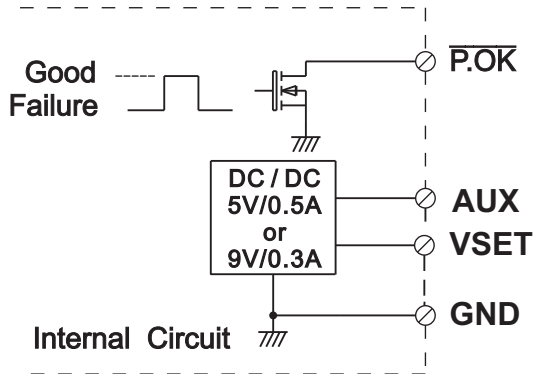 P.OK
Good
Failure
DC / DC
5V/0.5A
or
9V/0.3A
AUX
VSET
GND
Internal Circuit